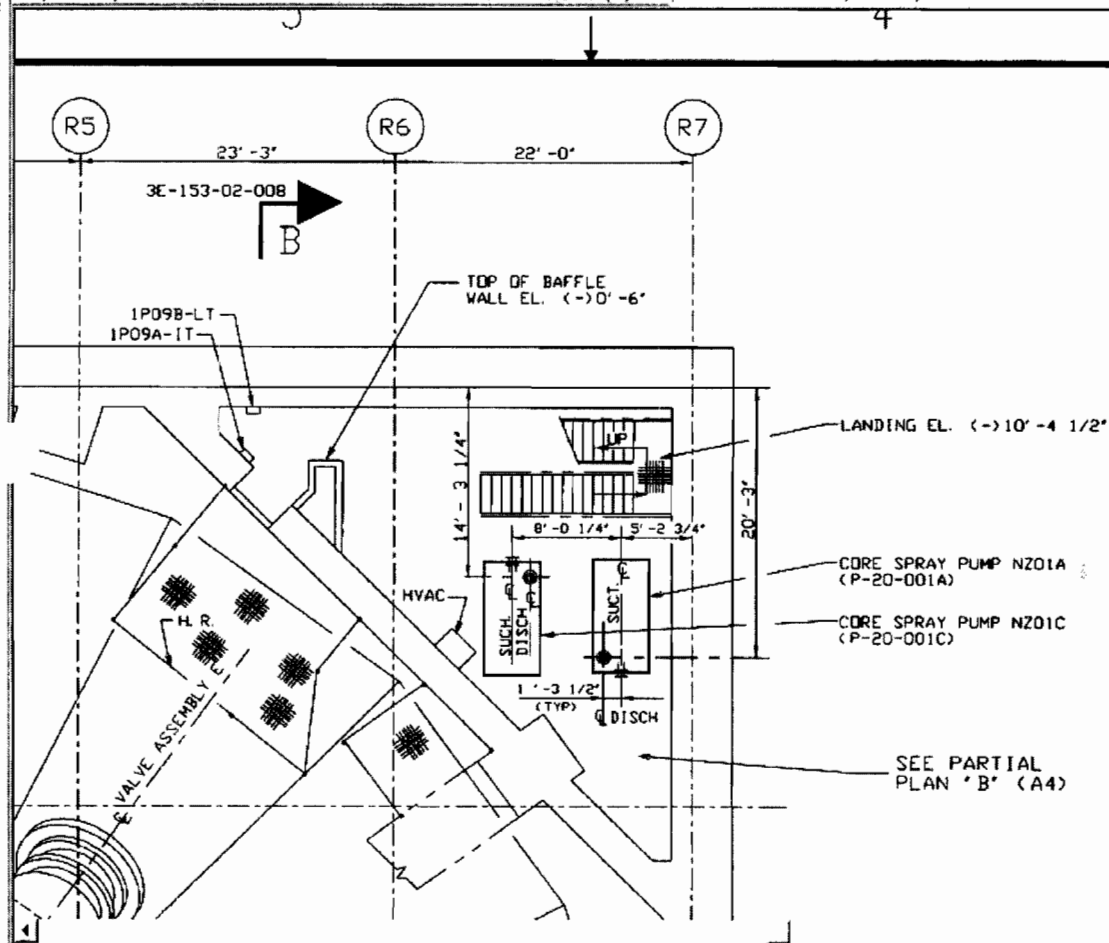 4
R5
R6
R7
23'-3"
22'-0"
3E-153-02-008
B
TOP OF BAFFLE
WALL EL. (-)0'-6"
1P09B-LT
1P09A-IT
UP
LANDING EL. (-)10'-4 1/2"
14'- 3 1/4"
20'-3"
8'-0 1/4"
5'-2 3/4"
CORE SPRAY PUMP NZ01A
(P-20-001A)
CORE SPRAY PUMP NZ01C
(P-20-001C)
HVAC
H. R.
SUCH.
DISCH
SUCT.
℄
℄
℄
1'-3 1/2"
(TYP)
℄ DISCH
℄ VALVE ASSEMBLY ℄
SEE PARTIAL
PLAN "B" (A4)